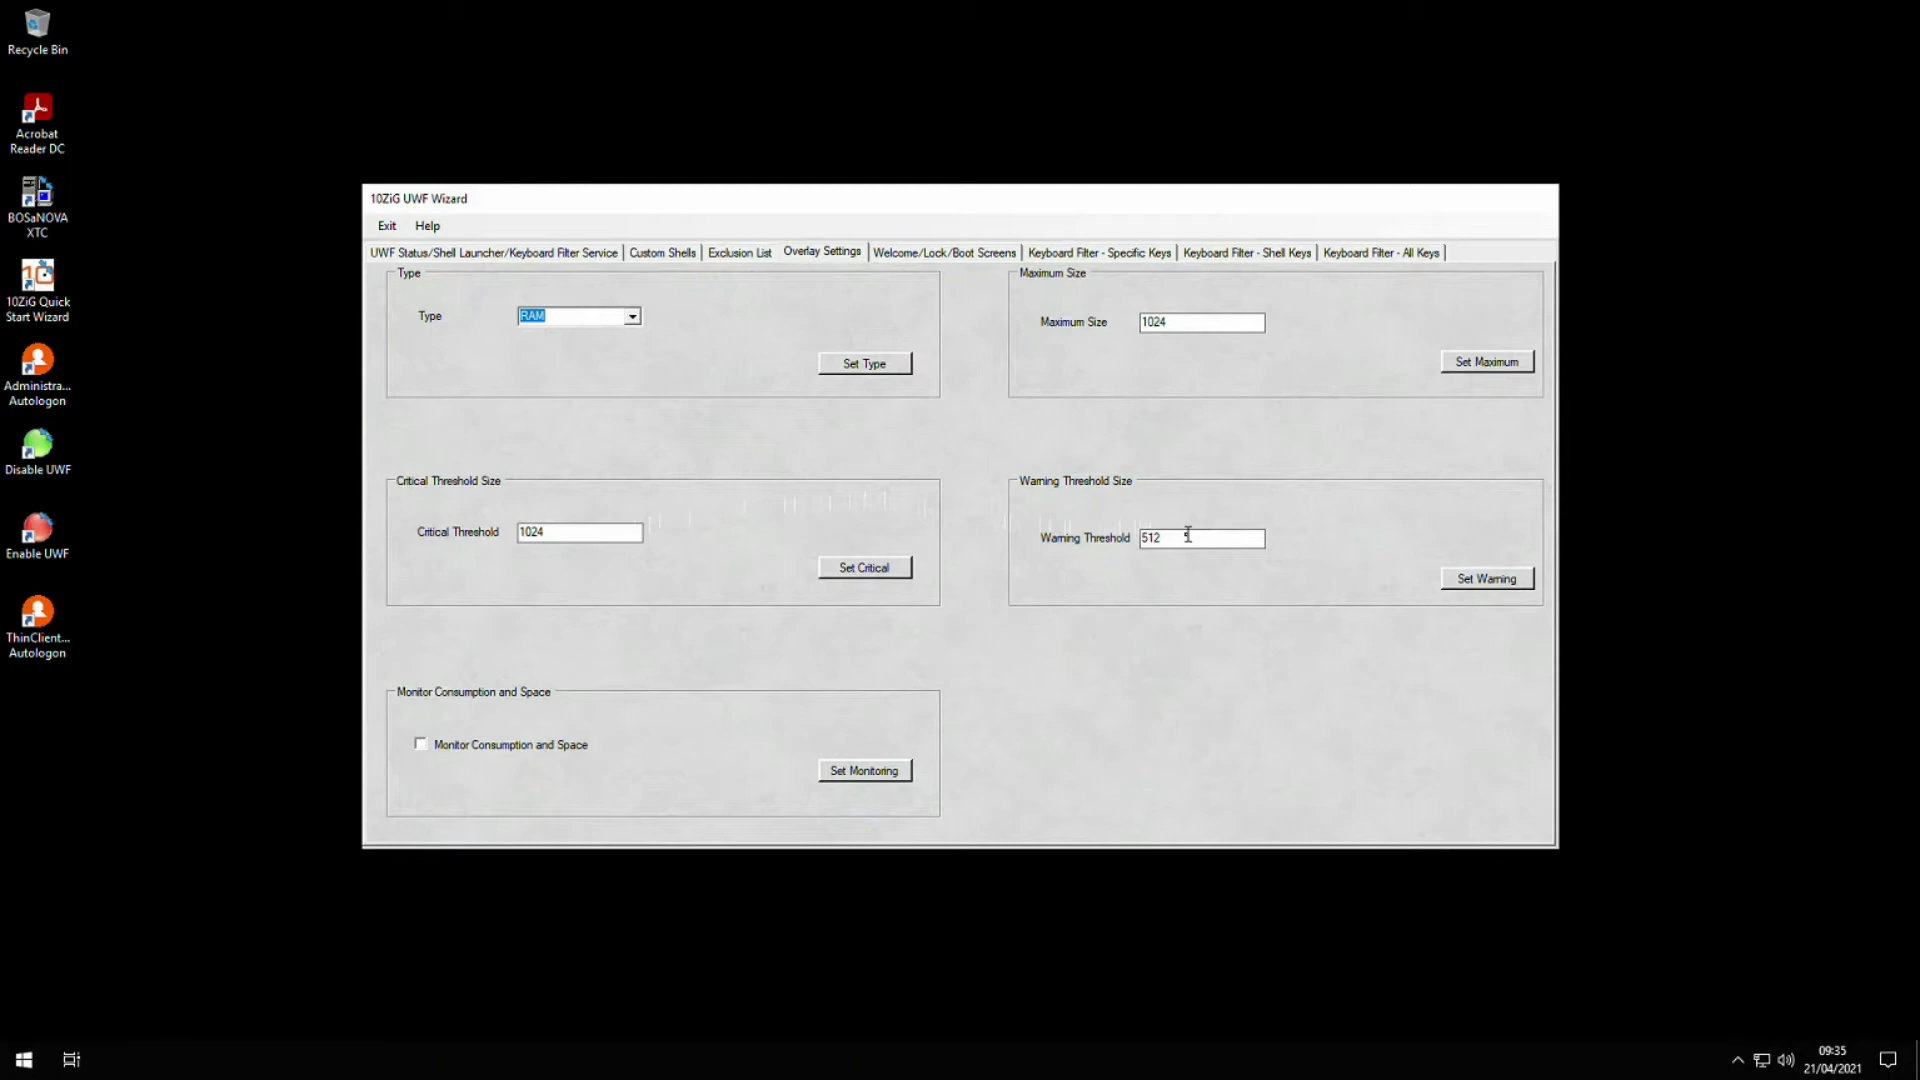 Recycle Bin
Acrobat
Reader DC
BOSaNOVA
XTC
10ZiG Quick
Start Wizard
Administra...
Autologon
Disable UWF
Enable UWF
ThinClient...
Autologon
10ZiG UWF Wizard
Exit Help
UWF Status/Shell Launcher/Keyboard Filter Service Custom Shells Exclusion List Overlay Settings Welcome/Lock/Boot Screens Keyboard Filter - Specific Keys Keyboard Filter - Shell Keys Keyboard Filter - All Keys
Type
Type RAM
Set Type
Maximum Size
Maximum Size 1024
Set Maximum
Critical Threshold Size
Critical Threshold 1024
Set Critical
Warning Threshold Size
Warning Threshold 512
Set Warning
Monitor Consumption and Space
Monitor Consumption and Space
Set Monitoring
09:35
21/04/2021